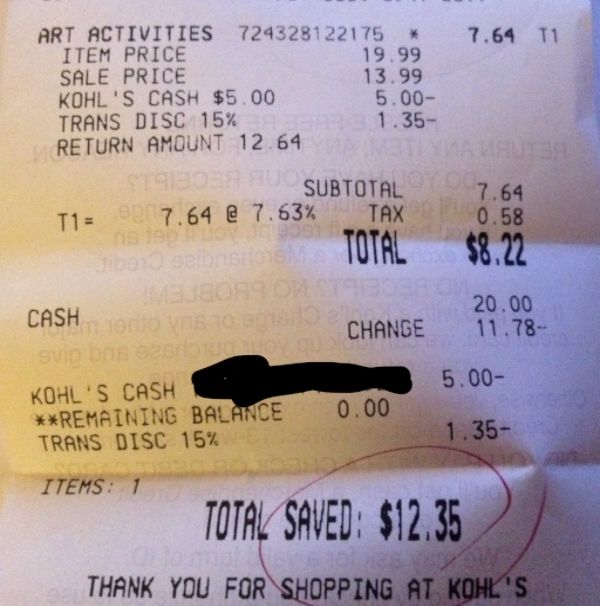 ART ACTIVITIES 724328122175 * 7.64 T1
ITEM PRICE 19.99
SALE PRICE 13.99
KOHL'S CASH $5.00 5.00-
TRANS DISC 15% 1.35-
RETURN AMOUNT 12.64
SUBTOTAL 7.64
T1= 7.64 @ 7.63% TAX 0.58
TOTAL $8.22
CASH 20.00
CHANGE 11.78-
KOHL'S CASH 5.00-
**REMAINING BALANCE 0.00
TRANS DISC 15% 1.35-
ITEMS: 1
TOTAL SAVED: $12.35
THANK YOU FOR SHOPPING AT KOHL'S